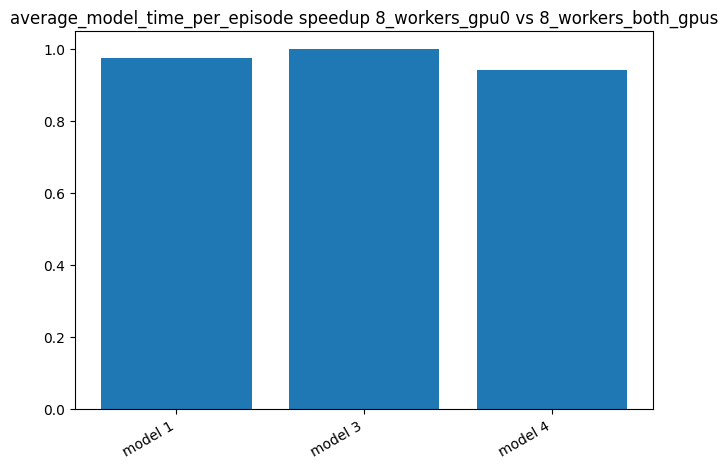 average_model_time_per_episode speedup 8_workers_gpu0 vs 8_workers_both_gpus
1.0
0.8
0.6
0.4
0.2
0.0
model 1
model 3
model 4